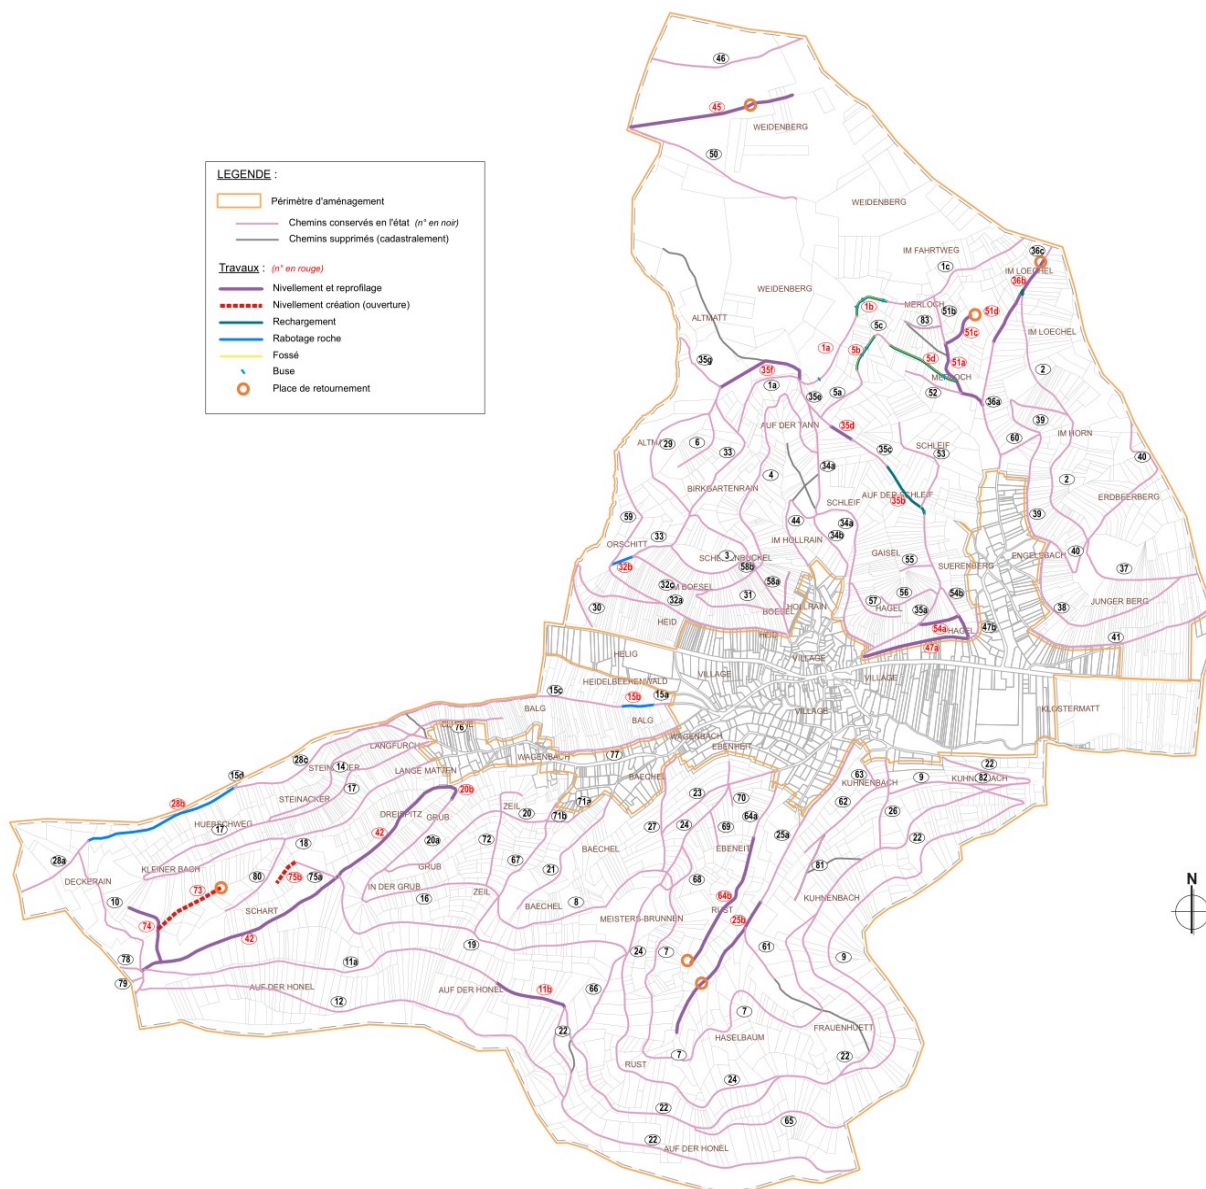 46
45
WEIDENBERG
50
WEIDENBERG
LEGENDE :
Périmètre d'aménagement
Chemins conservés en l'état (n° en noir)
Chemins supprimés (cadastralement)
Travaux : (n° en rouge)
Nivellement et reprofilage
Nivellement création (ouverture)
Rechargement
Rabotage roche
Fossé
Buse
Place de retournement
IM FAHRTWEG
36c
1c
IM LOECHEL
36b
WEIDENBERG
MERLOCH
51b
51d
1b
ALTMATT
83
51c
IM LOECHEL
5c
1a
5b
5d
51a
35g
35f
MERLOCH
2
1a
35e
5a
52
36a
AUF DER TANN
35d
39
IM HORN
29
6
33
35c
SCHLEIF
53
60
40
34a
4
2
BIRKGARTENRAIN
AUF DER SCHLEIF
ERDBEERBERG
35b
59
44
SCHLEIF
34a
39
33
IM HOLLRAIN
34b
ORSCHITT
3
GAISEL
55
ENGELSBACH
40
32b
58b
SUERENBERG
37
32c
58a
56
54b
32a
31
57
JUNGER BERG
30
BOESEL
HOLLRAIN
HAGEL
35a
38
HEID
54a
HAGEL
47b
HEID
47a
41
HELIG
VILLAGE
VILLAGE
VILLAGE
HEIDELBEERENWALD
15c
15b
15a
BALG
BALG
VILLAGE
KLOSTERMATT
76
WAGENBACH
EBENHEIT
LANGFURCH
WAGENBACH
77
28c
14
LANGE MATTEN
BAECHEL
63
KUHNENBACH
22
15d
17
9
KUHNENBACH
82
28b
STEINACKER
20b
71a
23
70
62
26
DREISPITZ
ZEIL
20
71b
64a
HUEBSCHWEG
42
GRUB
17
27
24
69
25a
22
18
20a
72
67
BAECHEL
EBENEIT
28a
KLEINER BACH
GRUB
21
81
DECKERAIN
73
80
75b
75a
IN DER GRUB
68
10
16
ZEIL
8
64b
KUHNENBACH
SCHART
BAECHEL
RUST
74
MEISTERS-BRUNNEN
25b
42
19
24
7
61
9
78
11a
79
AUF DER HONEL
AUF DER HONEL
11b
66
12
7
22
FRAUENHUETT
HASELBAUM
7
22
RUST
24
22
65
22
AUF DER HONEL
N